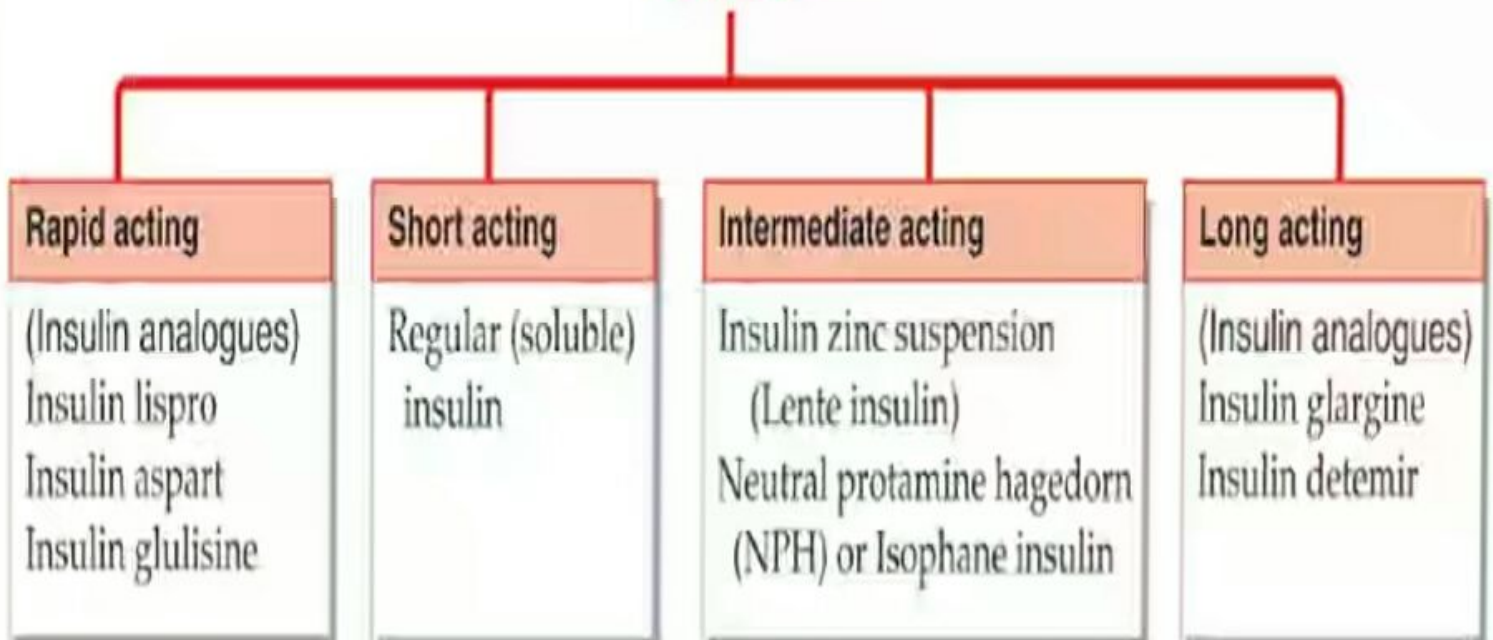 Rapid acting
(Insulin analogues)
Insulin lispro
Insulin aspart
Insulin glulisine
Short acting
Regular (soluble)
insulin
Intermediate acting
Insulin zinc suspension
(Lente insulin)
Neutral protamine hagedorn
(NPH) or Isophane insulin
Long acting
(Insulin analogues)
Insulin glargine
Insulin detemir